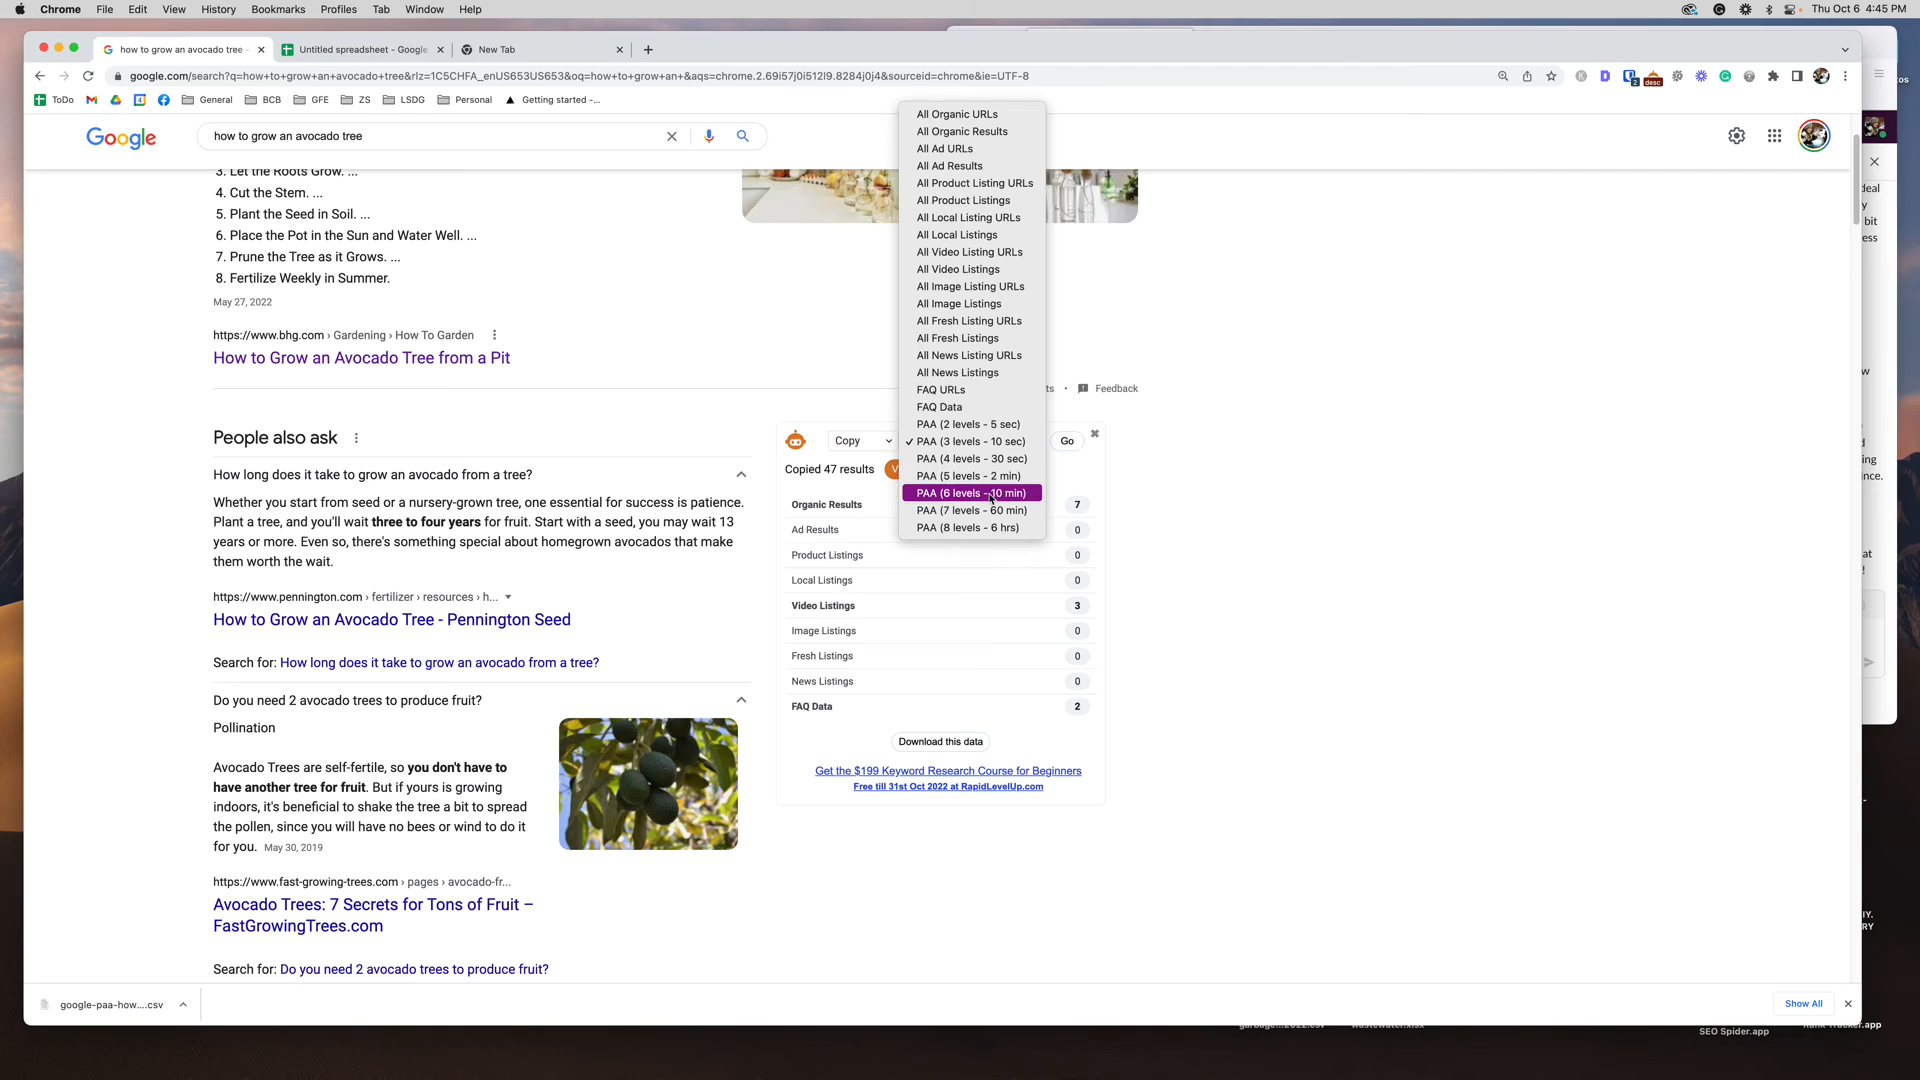 Chrome File Edit View History Bookmarks Profiles Tab Window Help
Thu Oct 6 4:45 PM
how to grow an avocado tree -
Untitled spreadsheet - Google
New Tab
google.com/search?q=how+to+grow+an+avocado+tree&rlz=1C5CHFA_enUS653US653&oq=how+to+grow+an+&aqs=chrome.2.69i57j0i512l9.8284j0j4&sourceid=chrome&ie=UTF-8
2
desc
ToDo
General
BCB
GFE
ZS
LSDG
Personal
Getting started -...
Google
how to grow an avocado tree
3. Let the Roots Grow. ...
4. Cut the Stem. ...
5. Plant the Seed in Soil. ...
6. Place the Pot in the Sun and Water Well. ...
7. Prune the Tree as it Grows. ...
8. Fertilize Weekly in Summer.
May 27, 2022
https://www.bhg.com › Gardening › How To Garden
How to Grow an Avocado Tree from a Pit
ts • Feedback
People also ask
How long does it take to grow an avocado from a tree?
Whether you start from seed or a nursery-grown tree, one essential for success is patience.
Plant a tree, and you'll wait three to four years for fruit. Start with a seed, you may wait 13
years or more. Even so, there's something special about homegrown avocados that make
them worth the wait.
https://www.pennington.com › fertilizer › resources › h...
How to Grow an Avocado Tree - Pennington Seed
Search for: How long does it take to grow an avocado from a tree?
Do you need 2 avocado trees to produce fruit?
Pollination
Avocado Trees are self-fertile, so you don't have to
have another tree for fruit. But if yours is growing
indoors, it's beneficial to shake the tree a bit to spread
the pollen, since you will have no bees or wind to do it
for you. May 30, 2019
https://www.fast-growing-trees.com › pages › avocado-fr...
Avocado Trees: 7 Secrets for Tons of Fruit –
FastGrowingTrees.com
Search for: Do you need 2 avocado trees to produce fruit?
All Organic URLs
All Organic Results
All Ad URLs
All Ad Results
All Product Listing URLs
All Product Listings
All Local Listing URLs
All Local Listings
All Video Listing URLs
All Video Listings
All Image Listing URLs
All Image Listings
All Fresh Listing URLs
All Fresh Listings
All News Listing URLs
All News Listings
FAQ URLs
FAQ Data
PAA (2 levels - 5 sec)
✓ PAA (3 levels - 10 sec)
PAA (4 levels - 30 sec)
PAA (5 levels - 2 min)
PAA (6 levels - 10 min)
PAA (7 levels - 60 min)
PAA (8 levels - 6 hrs)
Copy
Go
Copied 47 results
V
Organic Results 7
Ad Results 0
Product Listings 0
Local Listings 0
Video Listings 3
Image Listings 0
Fresh Listings 0
News Listings 0
FAQ Data 2
Download this data
Get the $199 Keyword Research Course for Beginners
Free till 31st Oct 2022 at RapidLevelUp.com
google-paa-how....csv
Show All
os
deal
y
bit
ess
w
d
ing
nce.
at
!
IY.
RY
SEO Spider.app